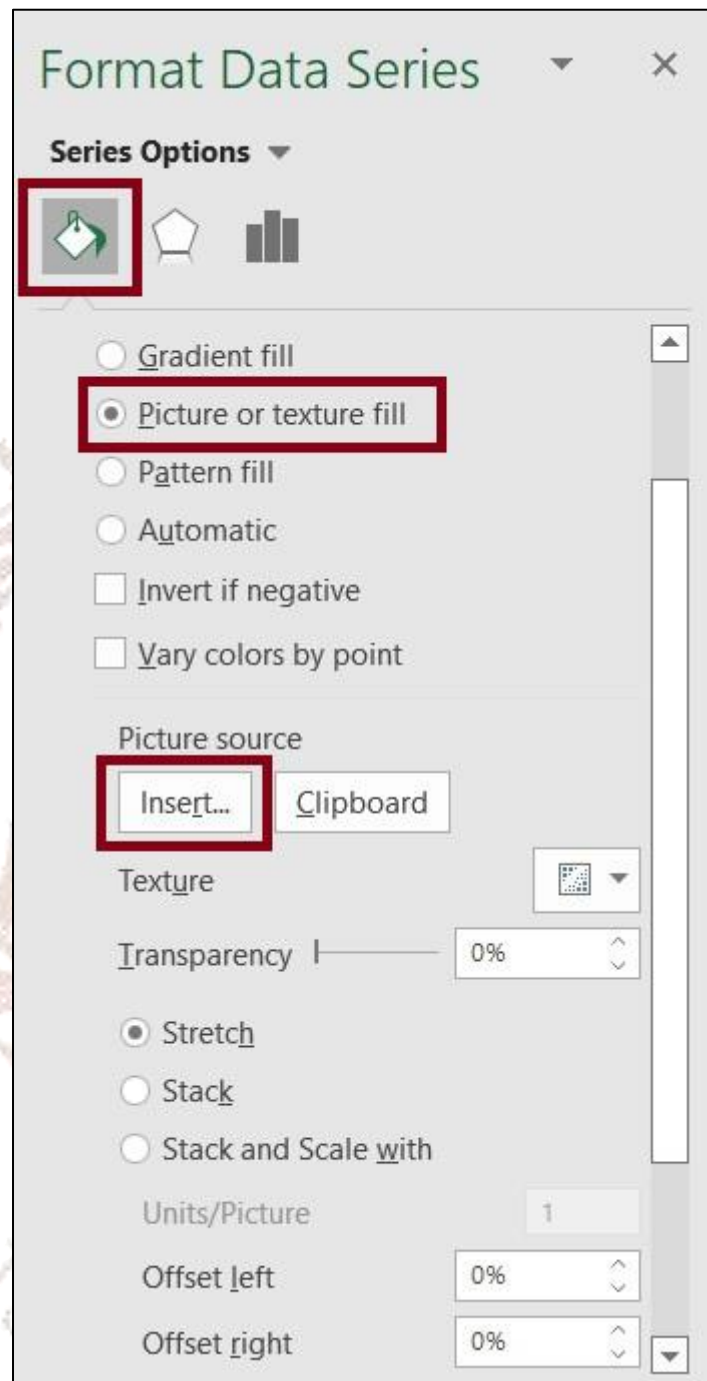 Format Data Series
Series Options
Gradient fill
Picture or texture fill
Pattern fill
Automatic
Invert if negative
Vary colors by point
Picture source
Insert... Clipboard
Texture
Transparency 0%
Stretch
Stack
Stack and Scale with
Units/Picture 1
Offset left 0%
Offset right 0%